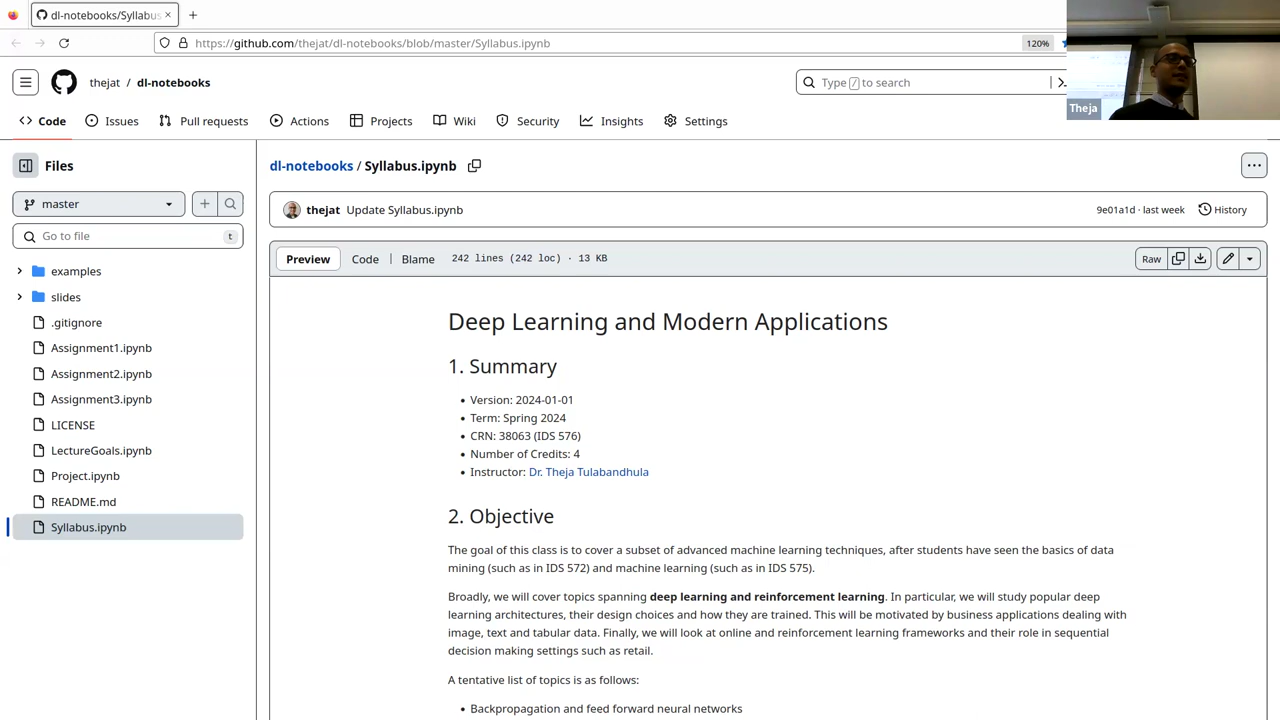 dl-notebooks/Syllabus
https://github.com/thejat/dl-notebooks/blob/master/Syllabus.ipynb
120%
thejat / dl-notebooks
Type / to search
Theja
Code
Issues
Pull requests
Actions
Projects
Wiki
Security
Insights
Settings
Files
master
Go to file
t
examples
slides
.gitignore
Assignment1.ipynb
Assignment2.ipynb
Assignment3.ipynb
LICENSE
LectureGoals.ipynb
Project.ipynb
README.md
Syllabus.ipynb
dl-notebooks / Syllabus.ipynb
thejat Update Syllabus.ipynb
9e01a1d · last week
History
Preview
Code
Blame
242 lines (242 loc) · 13 KB
Raw
Deep Learning and Modern Applications
1. Summary
• Version: 2024-01-01
• Term: Spring 2024
• CRN: 38063 (IDS 576)
• Number of Credits: 4
• Instructor: Dr. Theja Tulabandhula
2. Objective
The goal of this class is to cover a subset of advanced machine learning techniques, after students have seen the basics of data
mining (such as in IDS 572) and machine learning (such as in IDS 575).
Broadly, we will cover topics spanning deep learning and reinforcement learning. In particular, we will study popular deep
learning architectures, their design choices and how they are trained. This will be motivated by business applications dealing with
image, text and tabular data. Finally, we will look at online and reinforcement learning frameworks and their role in sequential
decision making settings such as retail.
A tentative list of topics is as follows:
• Backpropagation and feed forward neural networks